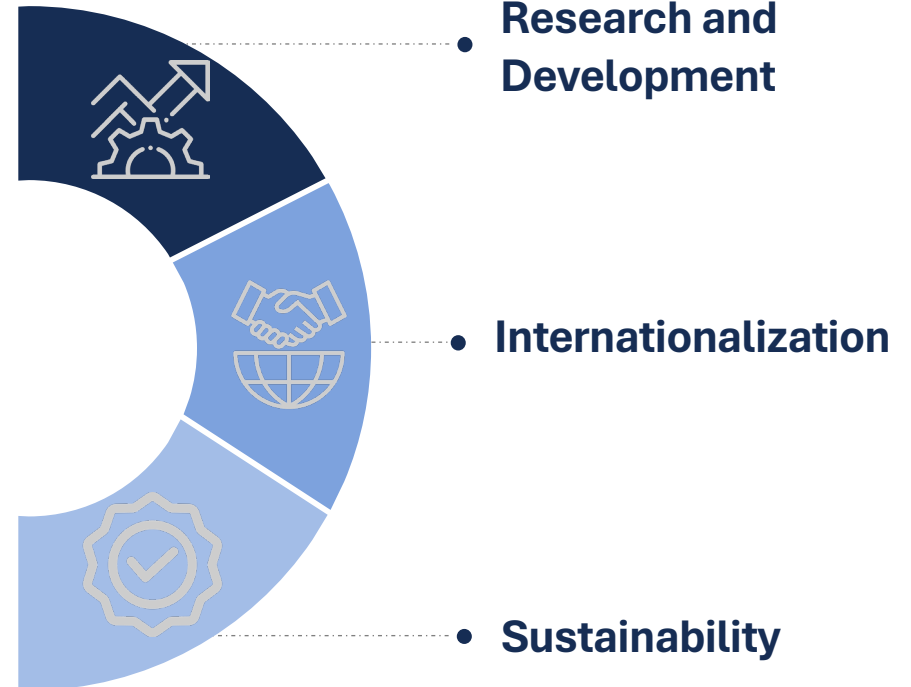 Research and
Development
Internationalization
Sustainability